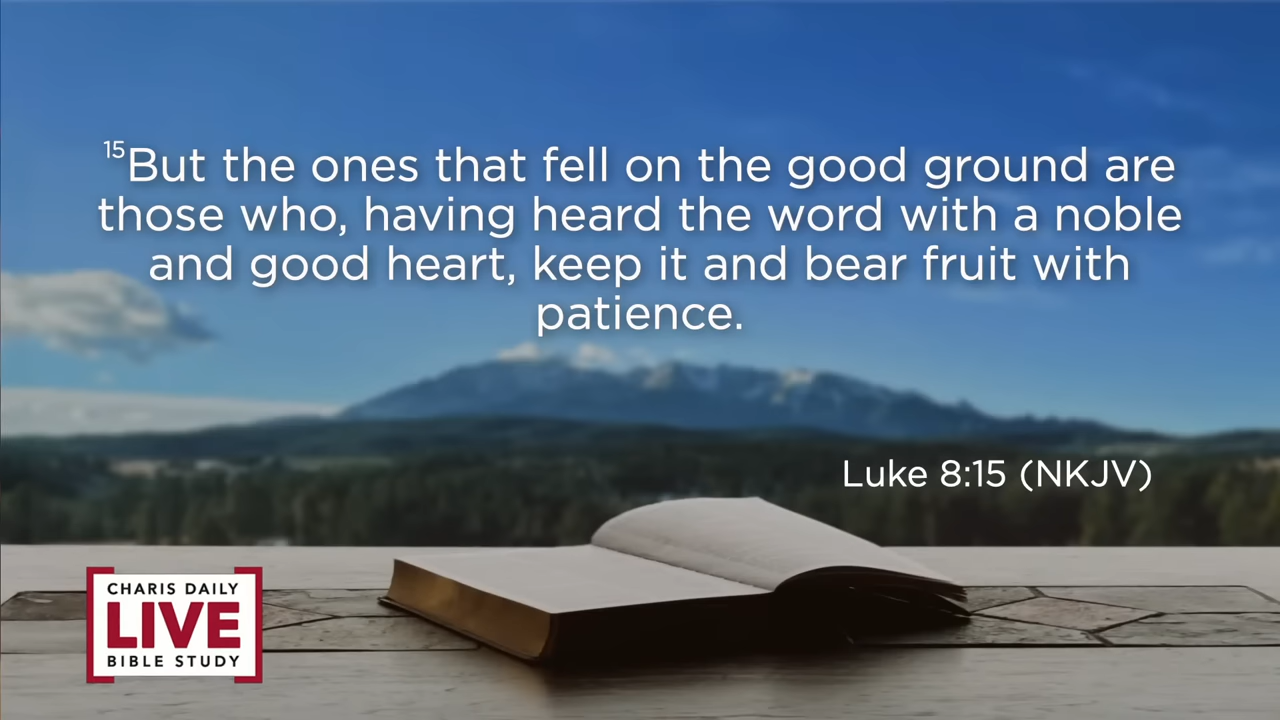 15But the ones that fell on the good ground are
those who, having heard the word with a noble
and good heart, keep it and bear fruit with
patience.
Luke 8:15 (NKJV)
CHARIS DAILY
LIVE
BIBLE STUDY